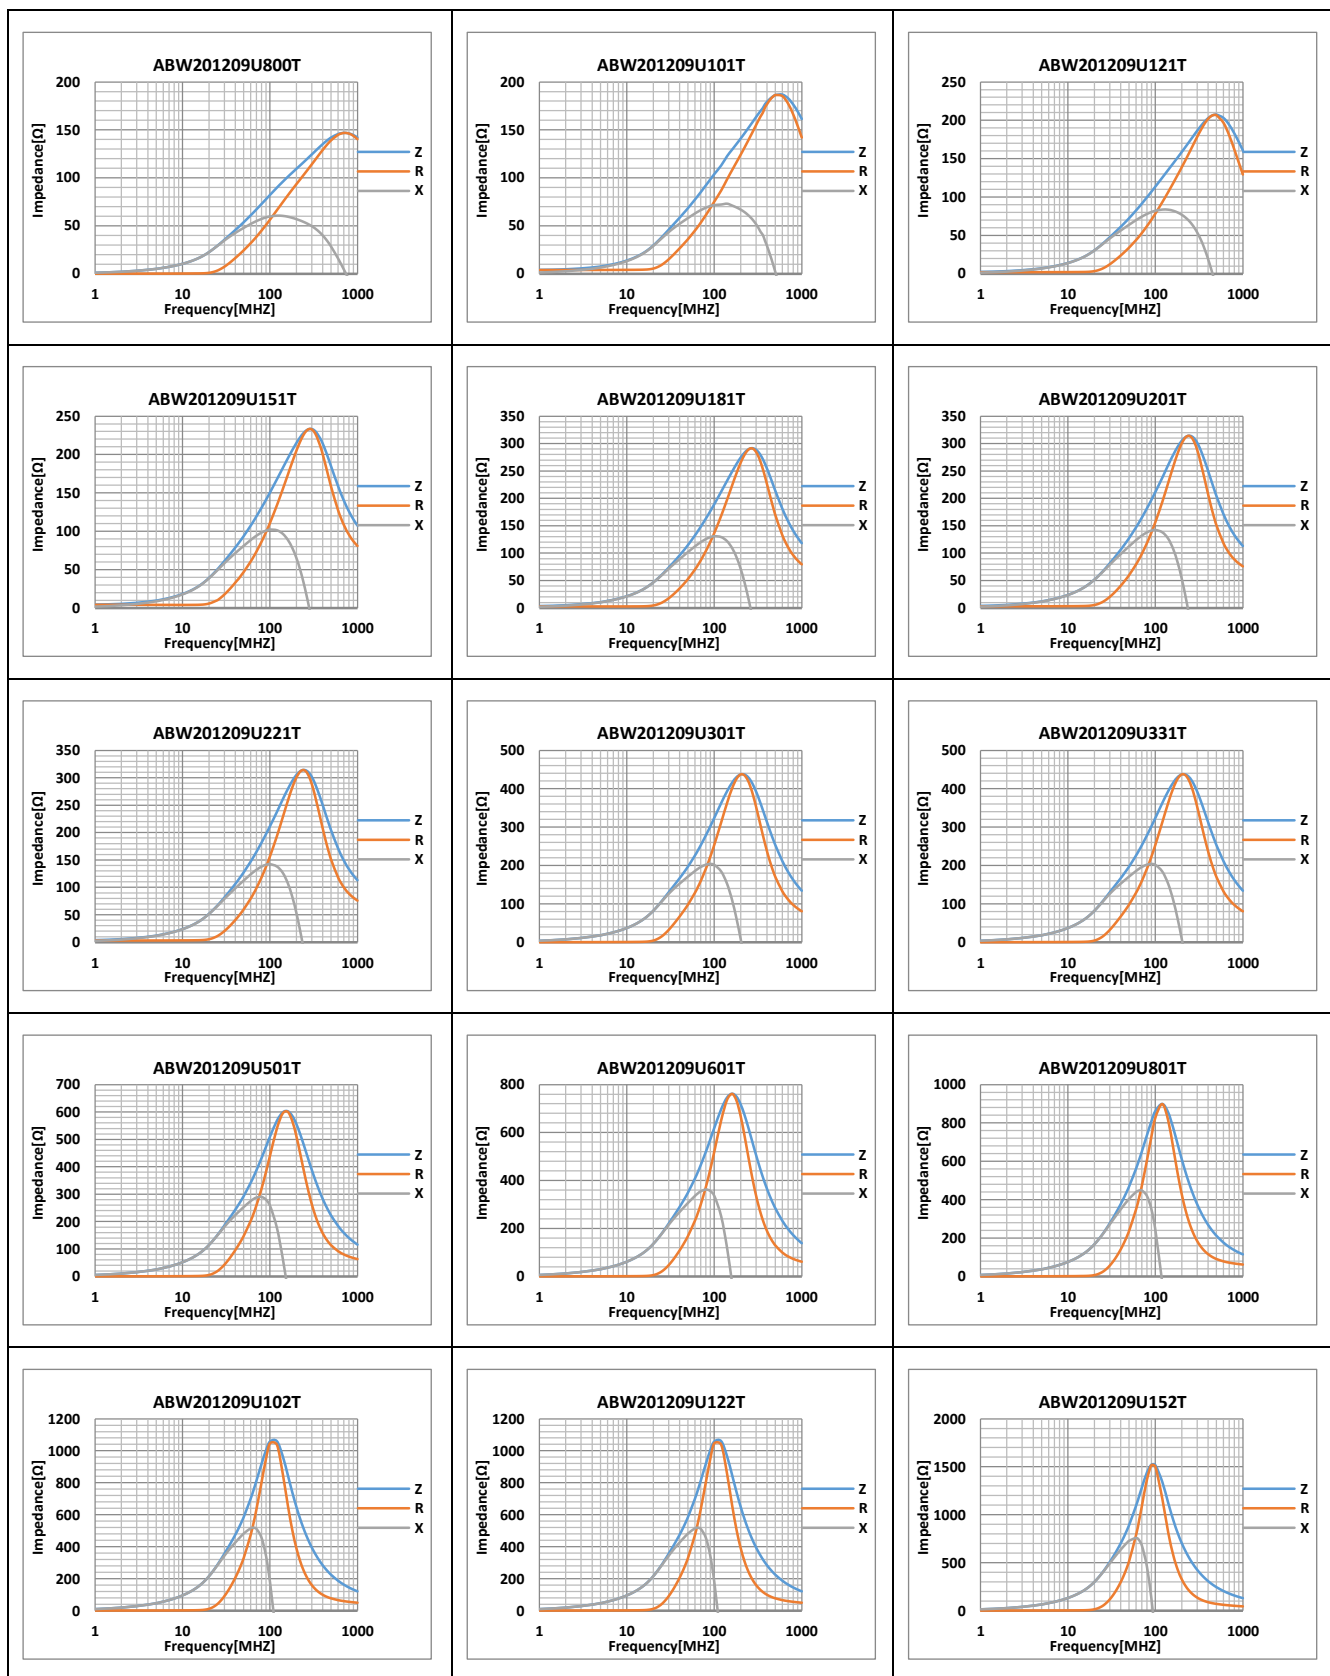 ABW201209U800T
200
150
100
50
0
Impedance[Ω]
1 10 100 1000
Frequency[MHZ]
Z
R
X
ABW201209U101T
200
150
100
50
0
Impedance[Ω]
1 10 100 1000
Frequency[MHZ]
Z
R
X
ABW201209U121T
250
200
150
100
50
0
Impedance[Ω]
1 10 100 1000
Frequency[MHZ]
Z
R
X
ABW201209U151T
250
200
150
100
50
0
Impedance[Ω]
1 10 100 1000
Frequency[MHZ]
Z
R
X
ABW201209U181T
350
300
250
200
150
100
50
0
Impedance[Ω]
1 10 100 1000
Frequency[MHZ]
Z
R
X
ABW201209U201T
350
300
250
200
150
100
50
0
Impedance[Ω]
1 10 100 1000
Frequency[MHZ]
Z
R
X
ABW201209U221T
350
300
250
200
150
100
50
0
Impedance[Ω]
1 10 100 1000
Frequency[MHZ]
Z
R
X
ABW201209U301T
500
400
300
200
100
0
Impedance[Ω]
1 10 100 1000
Frequency[MHZ]
Z
R
X
ABW201209U331T
500
400
300
200
100
0
Impedance[Ω]
1 10 100 1000
Frequency[MHZ]
Z
R
X
ABW201209U501T
700
600
500
400
300
200
100
0
Impedance[Ω]
1 10 100 1000
Frequency[MHZ]
Z
R
X
ABW201209U601T
800
600
400
200
0
Impedance[Ω]
1 10 100 1000
Frequency[MHZ]
Z
R
X
ABW201209U801T
1000
800
600
400
200
0
Impedance[Ω]
1 10 100 1000
Frequency[MHZ]
Z
R
X
ABW201209U102T
1200
1000
800
600
400
200
0
Impedance[Ω]
1 10 100 1000
Frequency[MHZ]
Z
R
X
ABW201209U122T
1200
1000
800
600
400
200
0
Impedance[Ω]
1 10 100 1000
Frequency[MHZ]
Z
R
X
ABW201209U152T
2000
1500
1000
500
0
Impedance[Ω]
1 10 100 1000
Frequency[MHZ]
Z
R
X